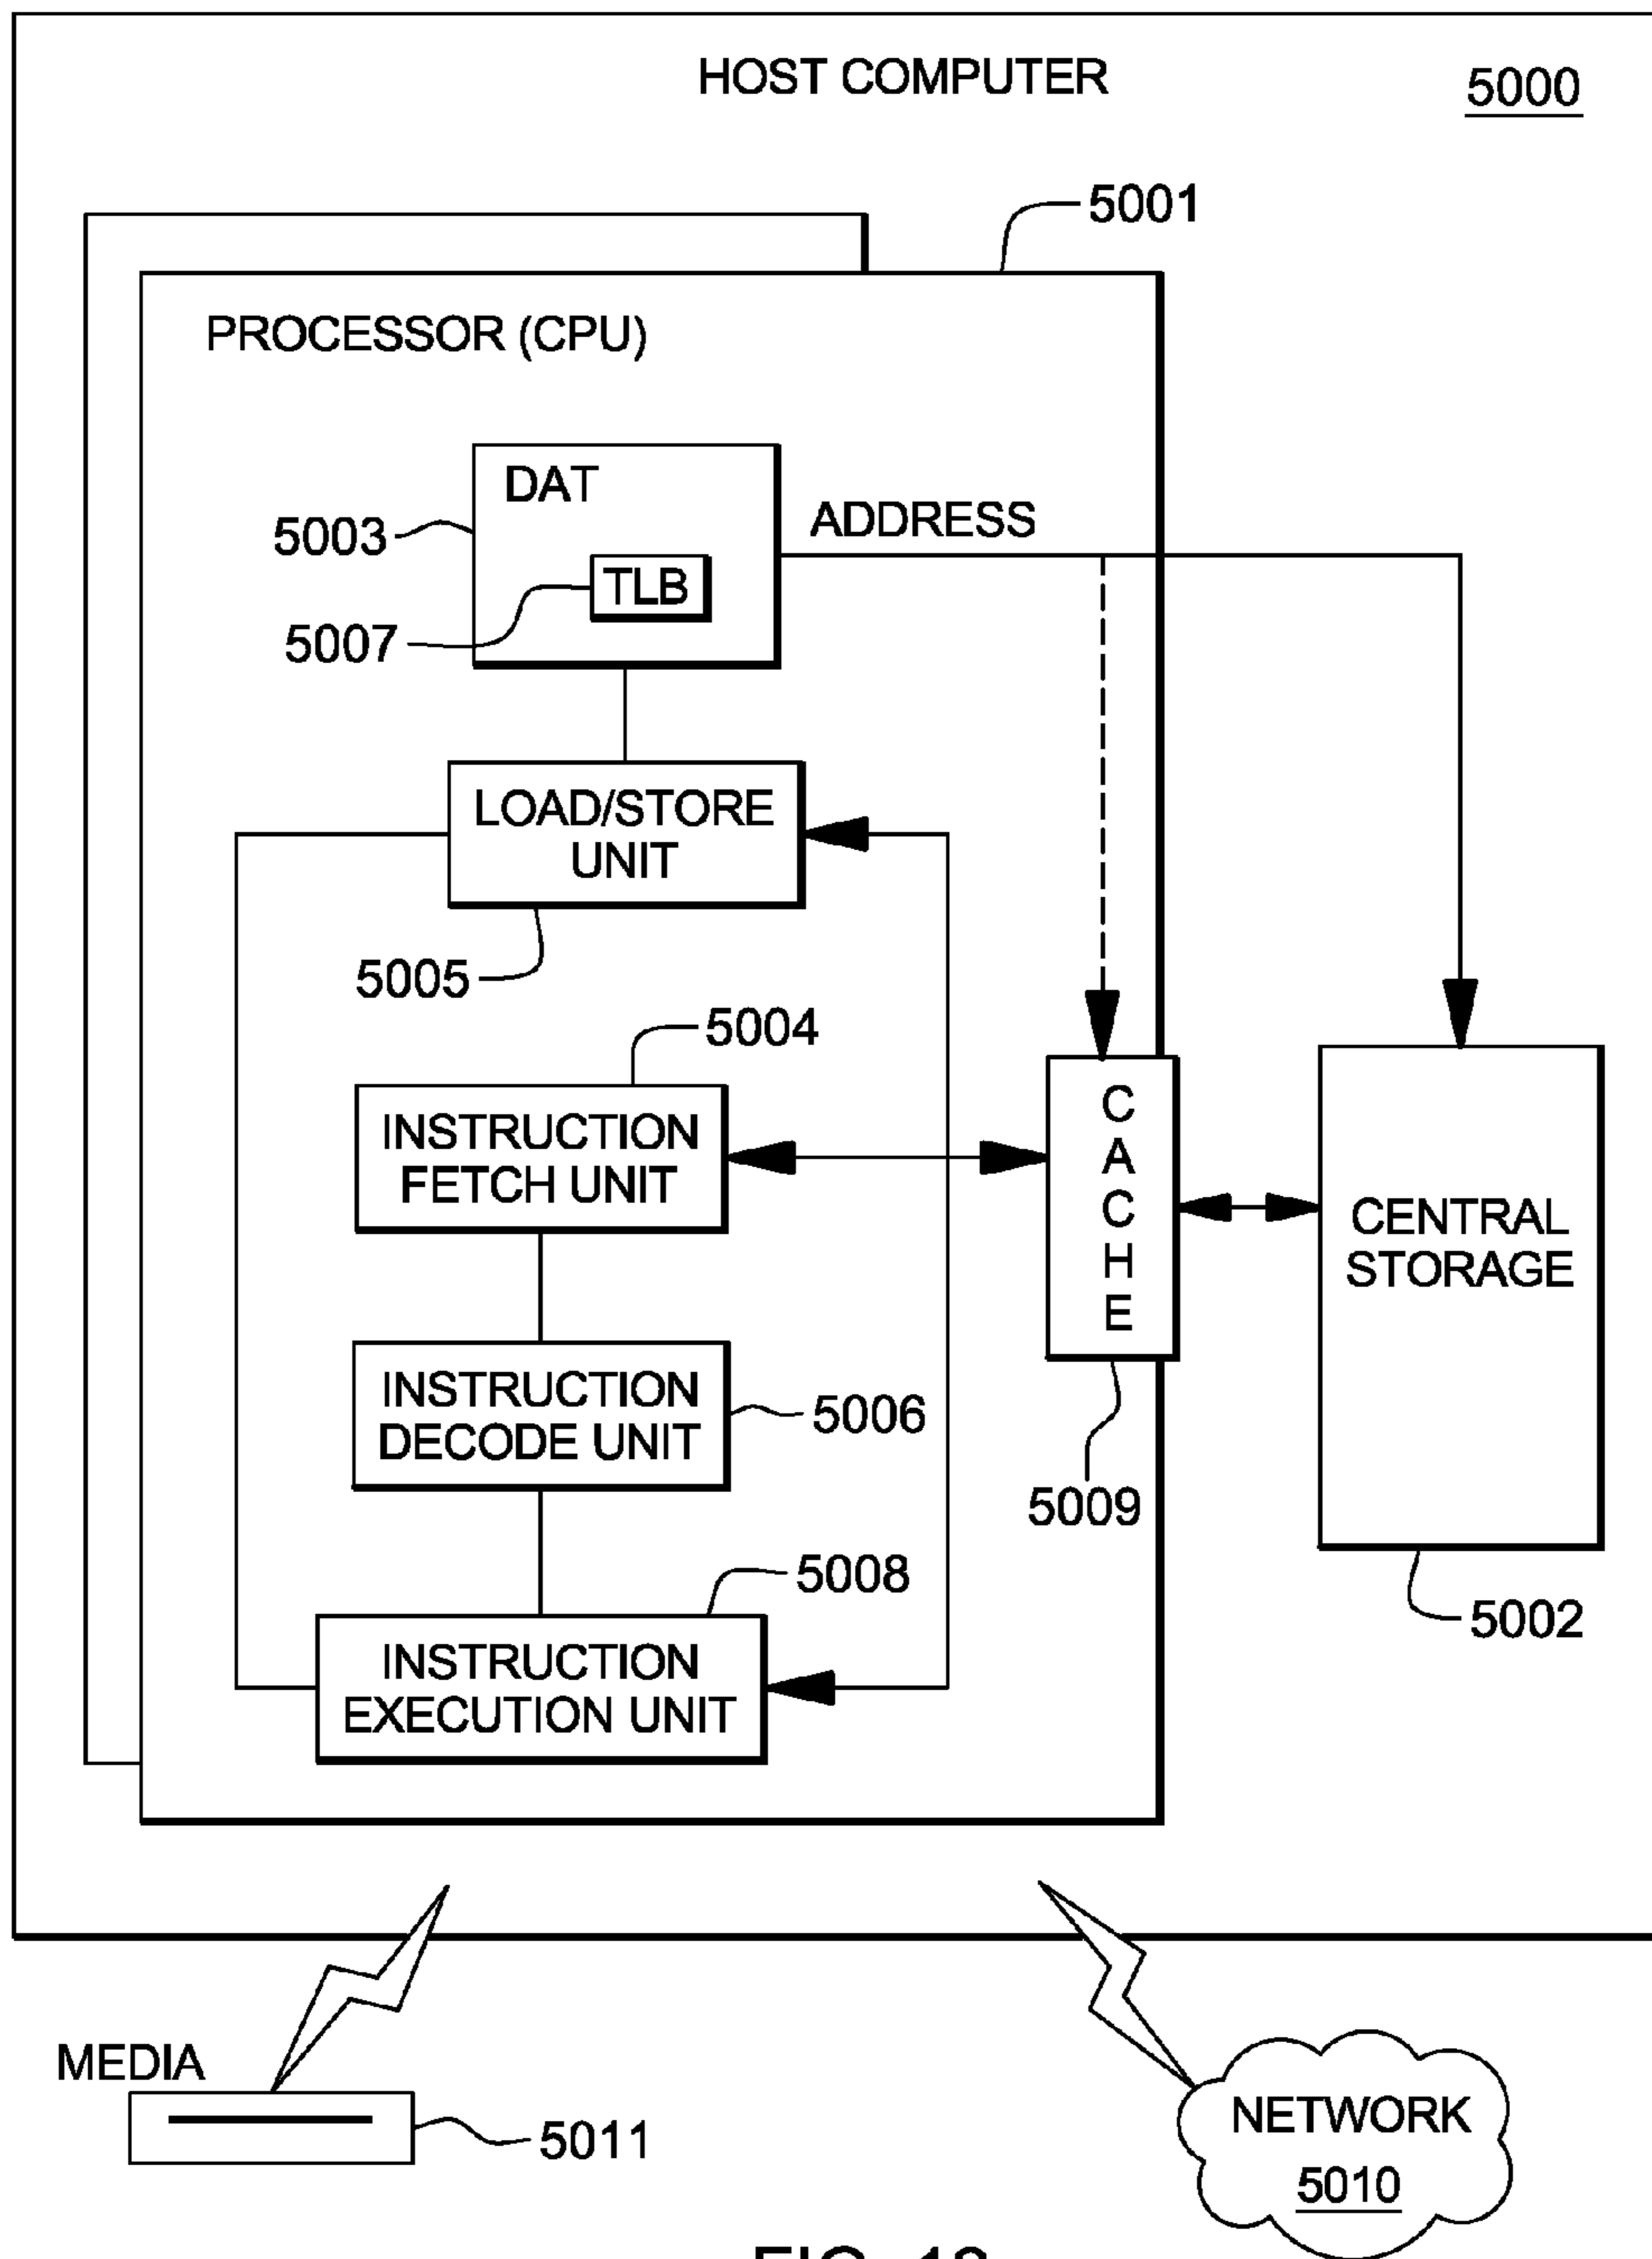 HOST COMPUTER
5000
5001
PROCESSOR (CPU)
DAT
ADDRESS
5003
TLB
5007
LOAD/STORE
UNIT
5005
5004
INSTRUCTION
FETCH UNIT
C
A
C
H
E
CENTRAL
STORAGE
INSTRUCTION
DECODE UNIT
5006
5009
5008
5002
INSTRUCTION
EXECUTION UNIT
MEDIA
5011
NETWORK
5010
FIG.